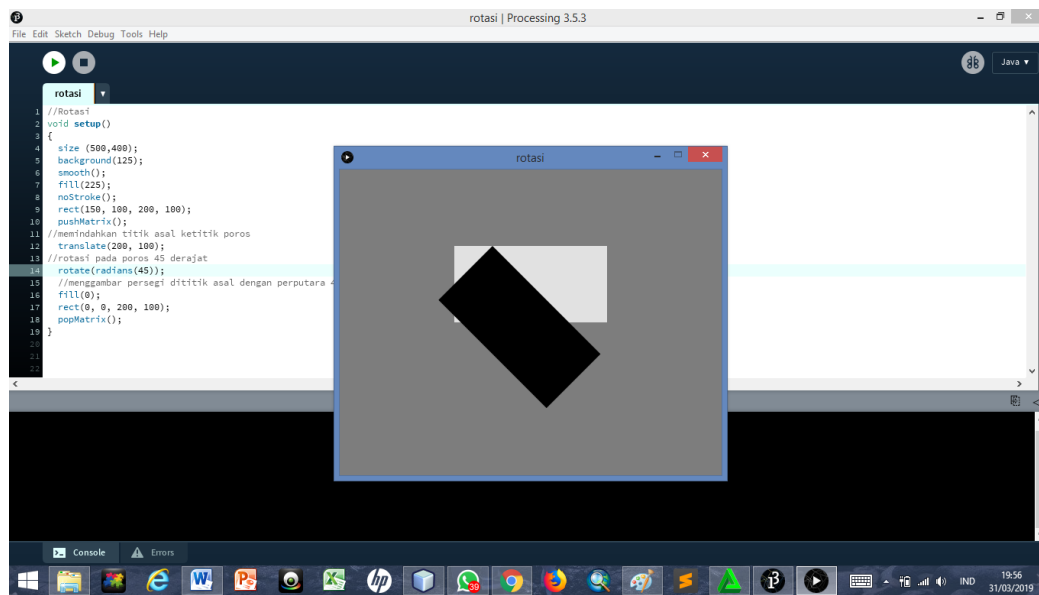 rotasi | Processing 3.5.3
File Edit Sketch Debug Tools Help
Java ▾
rotasi ▾
1 //Rotasi
2 void setup()
3 {
4 size (500,400);
5 background(125);
6 smooth();
7 fill(225);
8 noStroke();
9 rect(150, 100, 200, 100);
10 pushMatrix();
11 //memindahkan titik asal ketitik poros
12 translate(200, 100);
13 //rotasi pada poros 45 derajat
14 rotate(radians(45));
15 //menggambar persegi dititik asal dengan perputara 4
16 fill(0);
17 rect(0, 0, 200, 100);
18 popMatrix();
19 }
20
21
22
rotasi
Console Errors
39
IND
19:56
31/03/2019